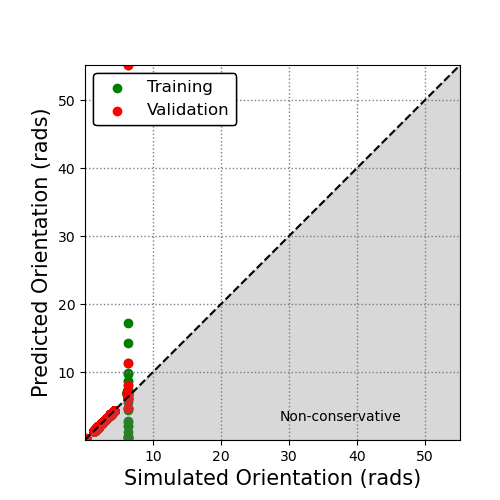 Training
Validation
50
40
30
20
10
Predicted Orientation (rads)
Non-conservative
10
20
30
40
50
Simulated Orientation (rads)